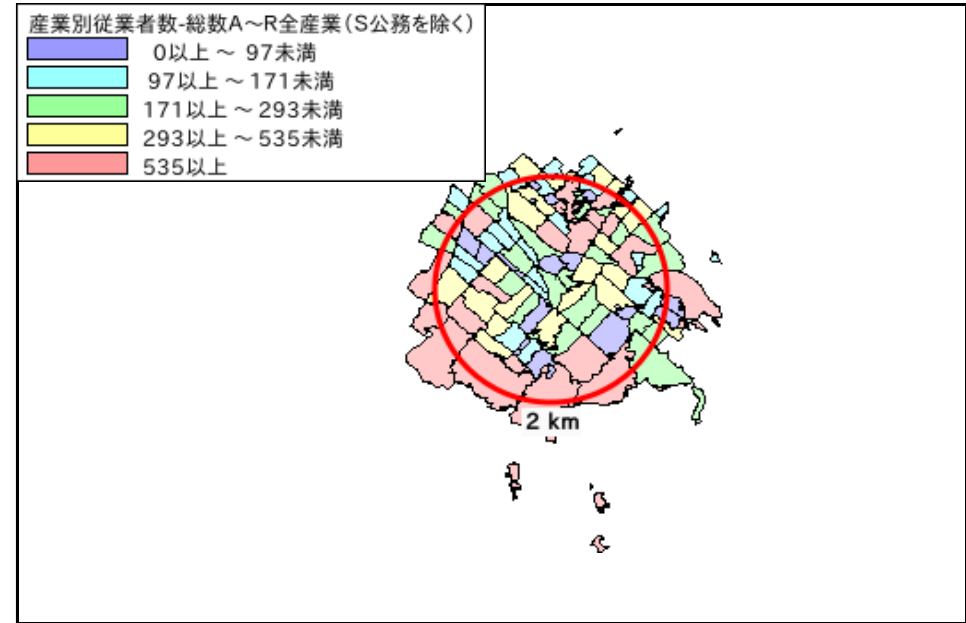 産業別従業者数-総数A～R全産業(S公務を除く)
0以上 ～ 97未満
97以上 ～ 171未満
171以上 ～ 293未満
293以上 ～ 535未満
535以上
2 km